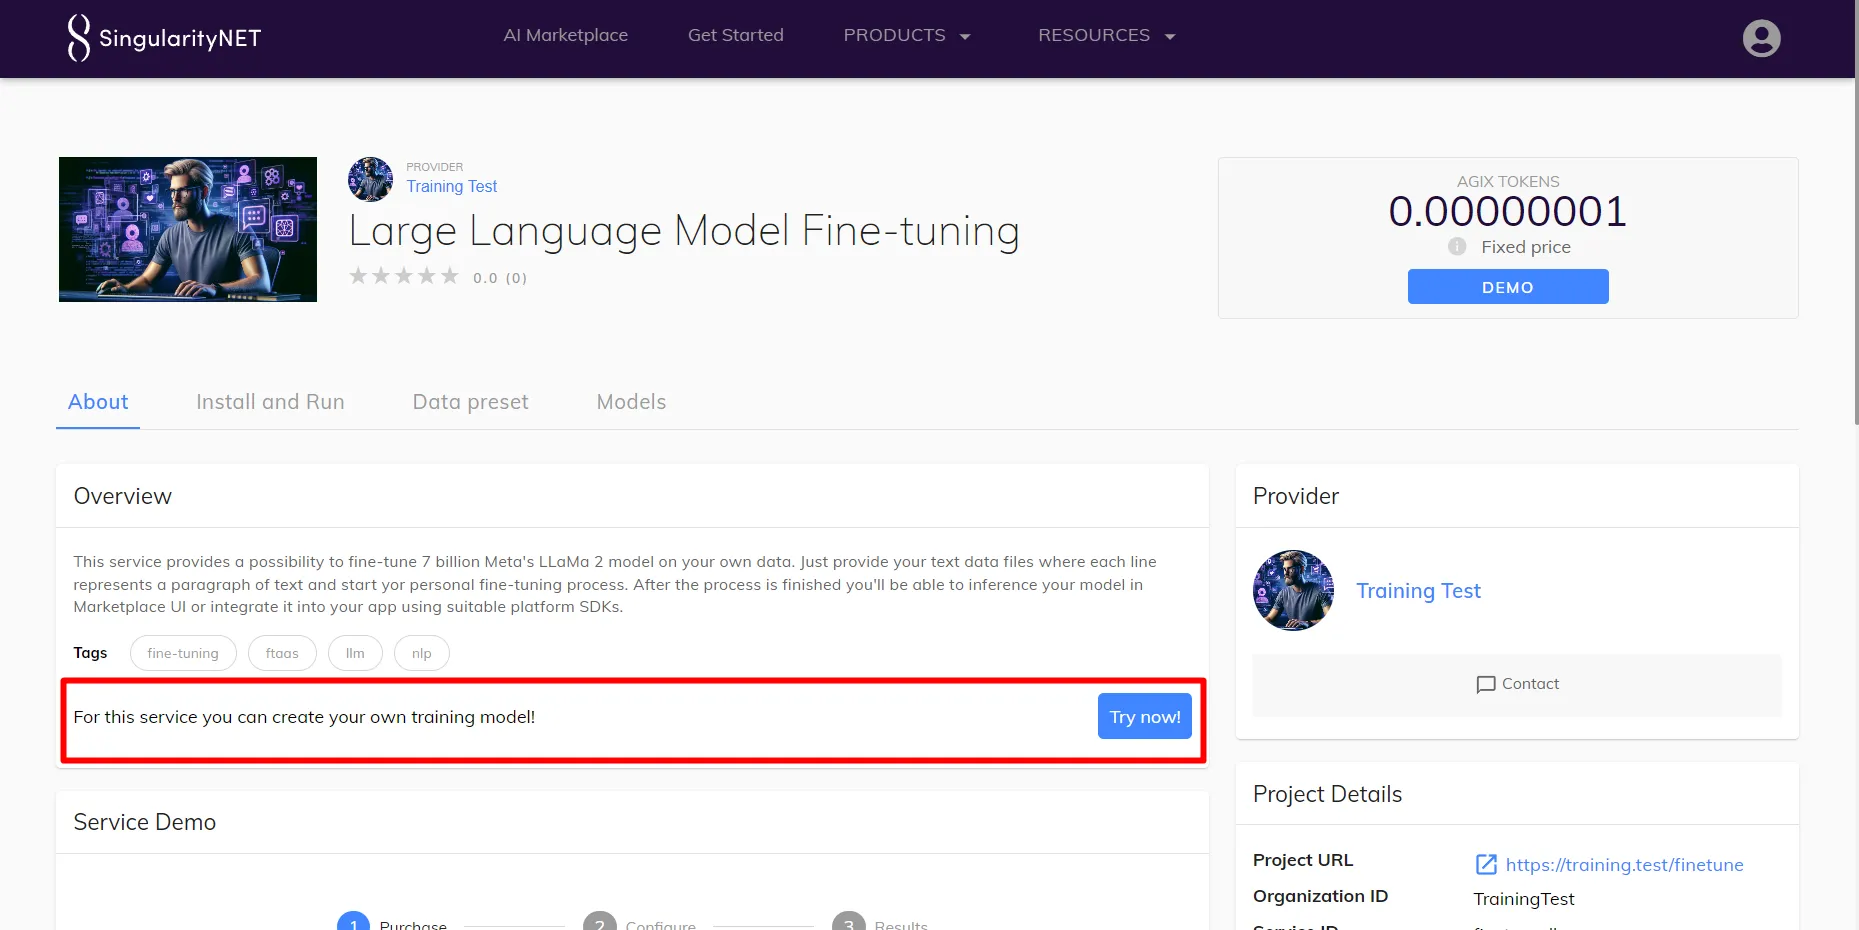 SingularityNET
AI Marketplace
Get Started
PRODUCTS
RESOURCES
PROVIDER
Training Test
Large Language Model Fine-tuning
0.0 (0)
AGIX TOKENS
0.00000001
Fixed price
DEMO
About
Install and Run
Data preset
Models
Overview
This service provides a possibility to fine-tune 7 billion Meta's LLaMa 2 model on your own data. Just provide your text data files where each line
represents a paragraph of text and start yor personal fine-tuning process. After the process is finished you'll be able to inference your model in
Marketplace UI or integrate it into your app using suitable platform SDKs.
Tags
fine-tuning
ftaas
llm
nlp
For this service you can create your own training model!
Try now!
Service Demo
1 Purchase
2 Configure
3 Results
Provider
Training Test
Contact
Project Details
Project URL
https://training.test/finetune
Organization ID
TrainingTest
Service ID